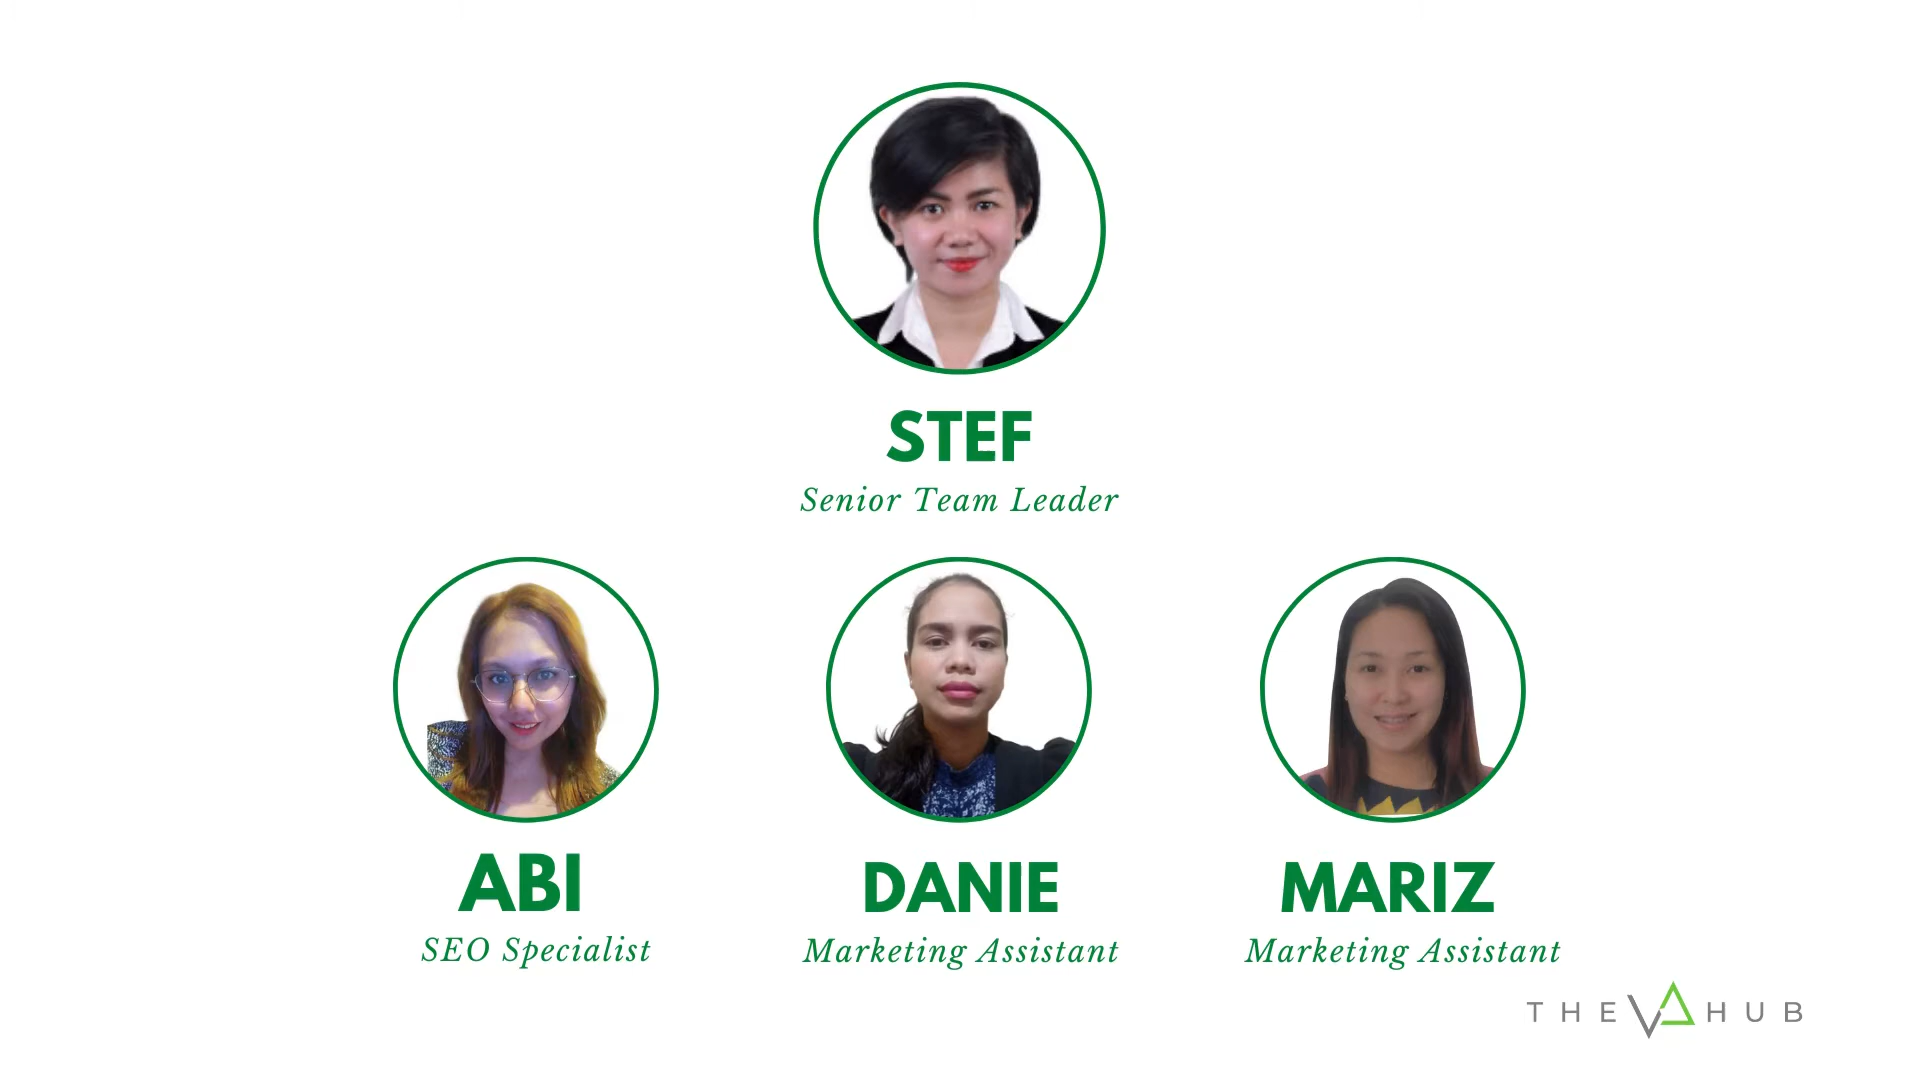 STEF
Senior Team Leader
ABI
SEO Specialist
DANIE
Marketing Assistant
MARIZ
Marketing Assistant
THE VA HUB